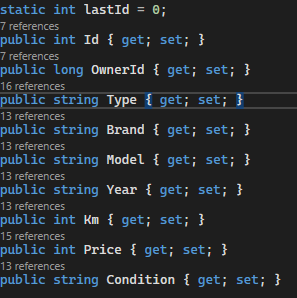 static int lastId = 0;
7 references
public int Id { get; set; }
7 references
public long OwnerId { get; set; }
16 references
public string Type { get; set; }
13 references
public string Brand { get; set; }
13 references
public string Model { get; set; }
13 references
public string Year { get; set; }
13 references
public int Km { get; set; }
15 references
public int Price { get; set; }
13 references
public string Condition { get; set; }